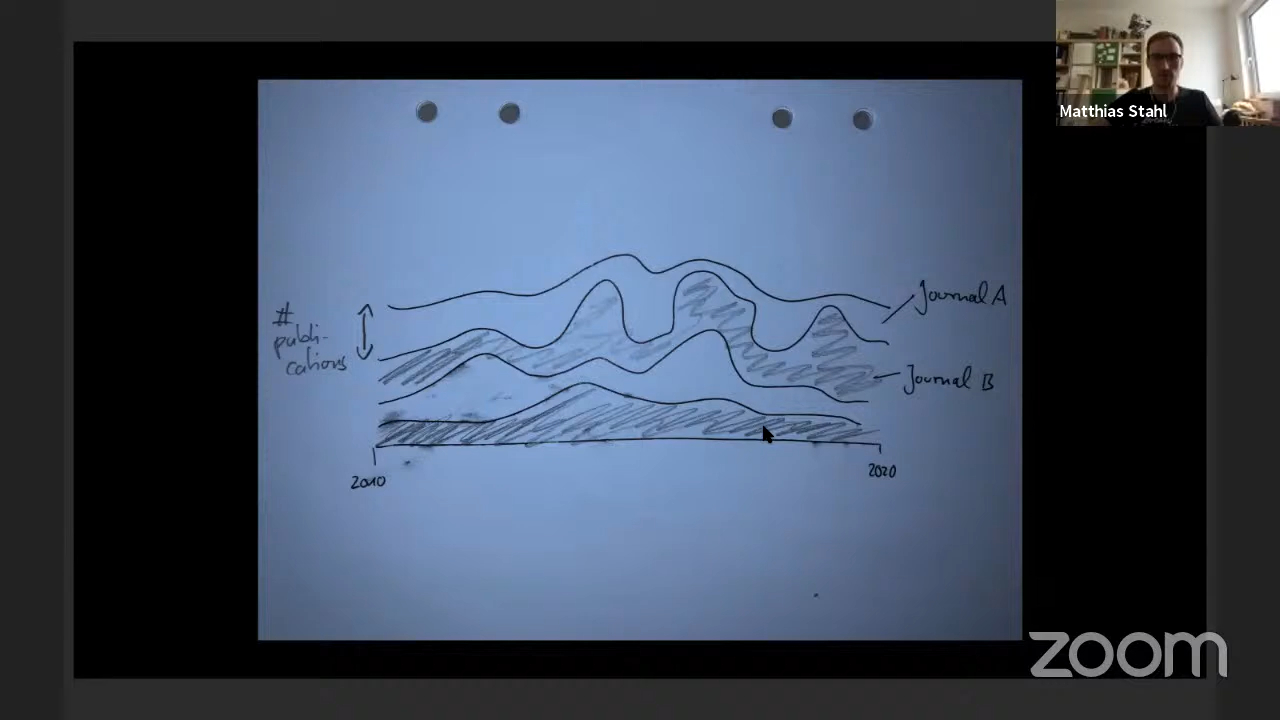 Matthias Stahl
Journal A
#
publi-
cations
Journal B
2010
2020
zoom